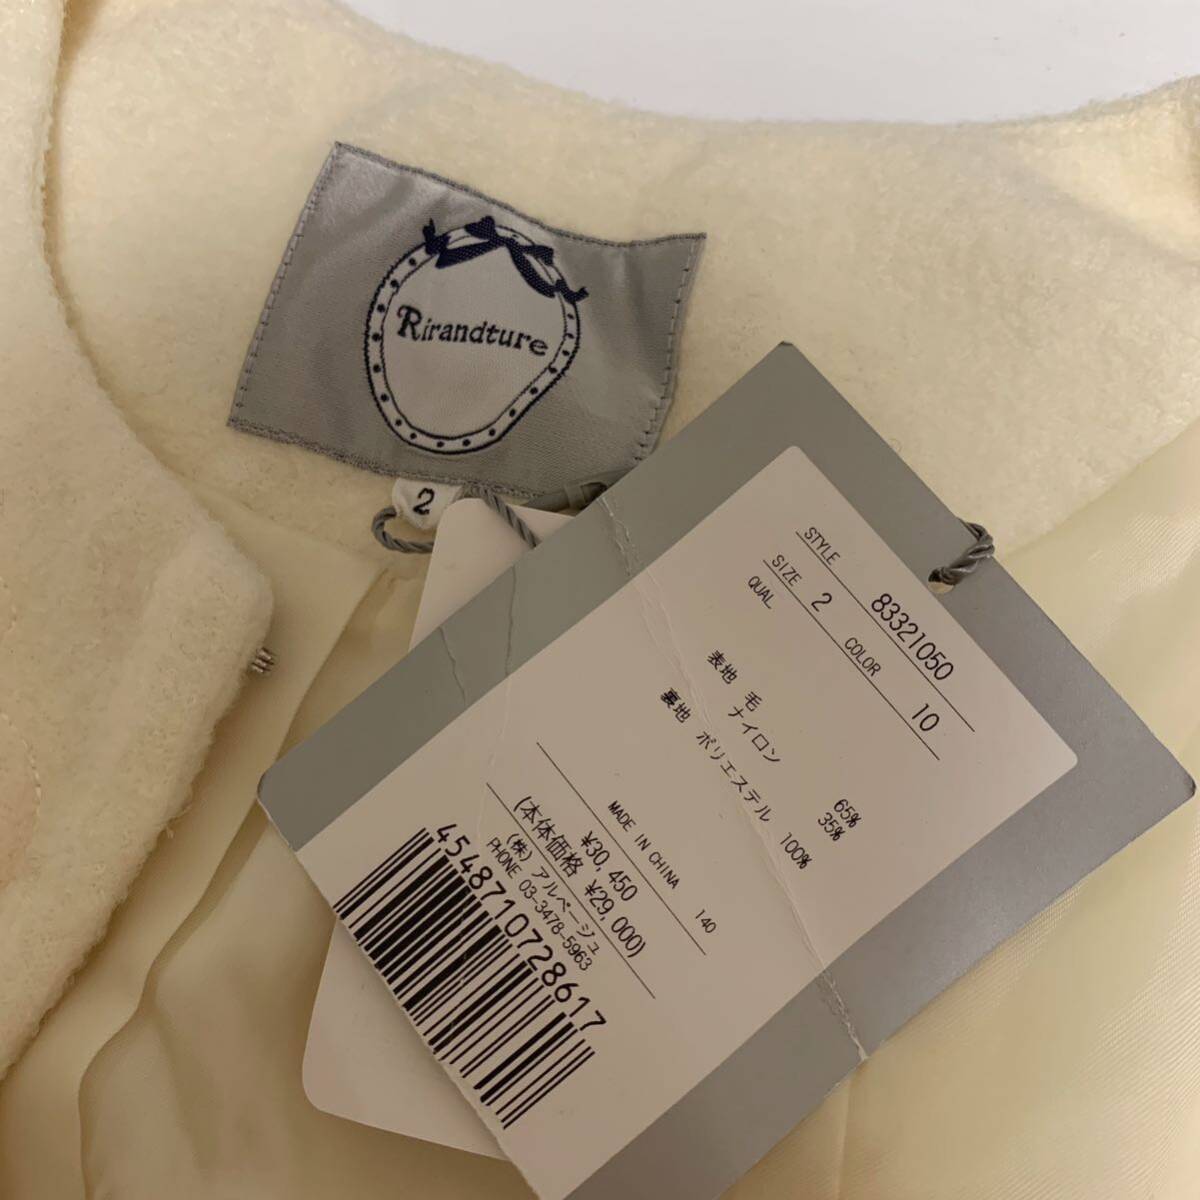 Rirandture
2
STYLE 83321050
SIZE 2 COLOR 10
QUAL
表地 毛 65%
ナイロン 35%
裏地 ポリエステル 100%
MADE IN CHINA 140
¥30,450
(本体価格 ¥29,000)
(株) アルページュ
PHONE 03-3478-5963
4548710728617